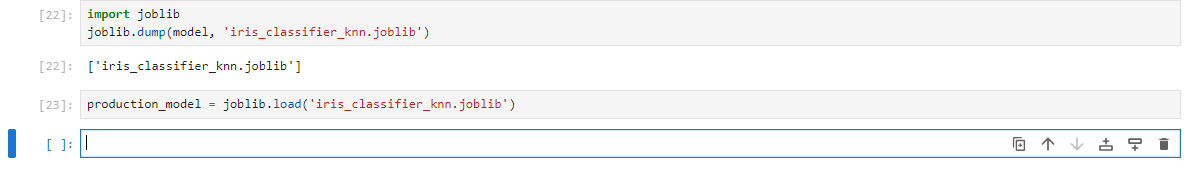 [22]: import joblib
joblib.dump(model, 'iris_classifier_knn.joblib')
[22]: ['iris_classifier_knn.joblib']
[23]: production_model = joblib.load('iris_classifier_knn.joblib')
[ ]: